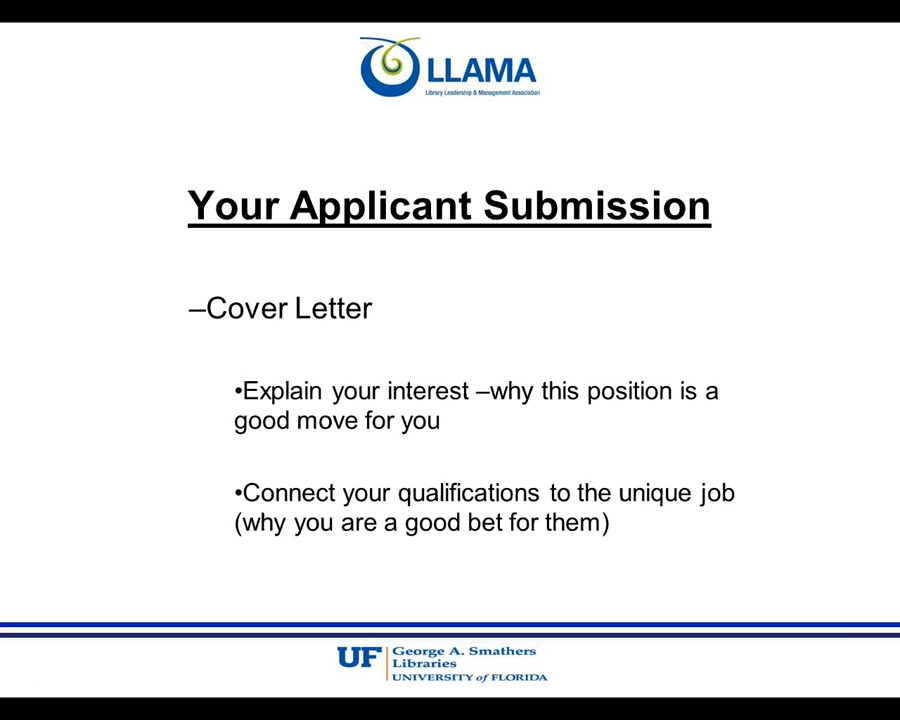 LLAMA
Library Leadership & Management Association
Your Applicant Submission
–Cover Letter
•Explain your interest –why this position is a
good move for you
•Connect your qualifications to the unique job
(why you are a good bet for them)
UF
George A. Smathers
Libraries
UNIVERSITY of FLORIDA